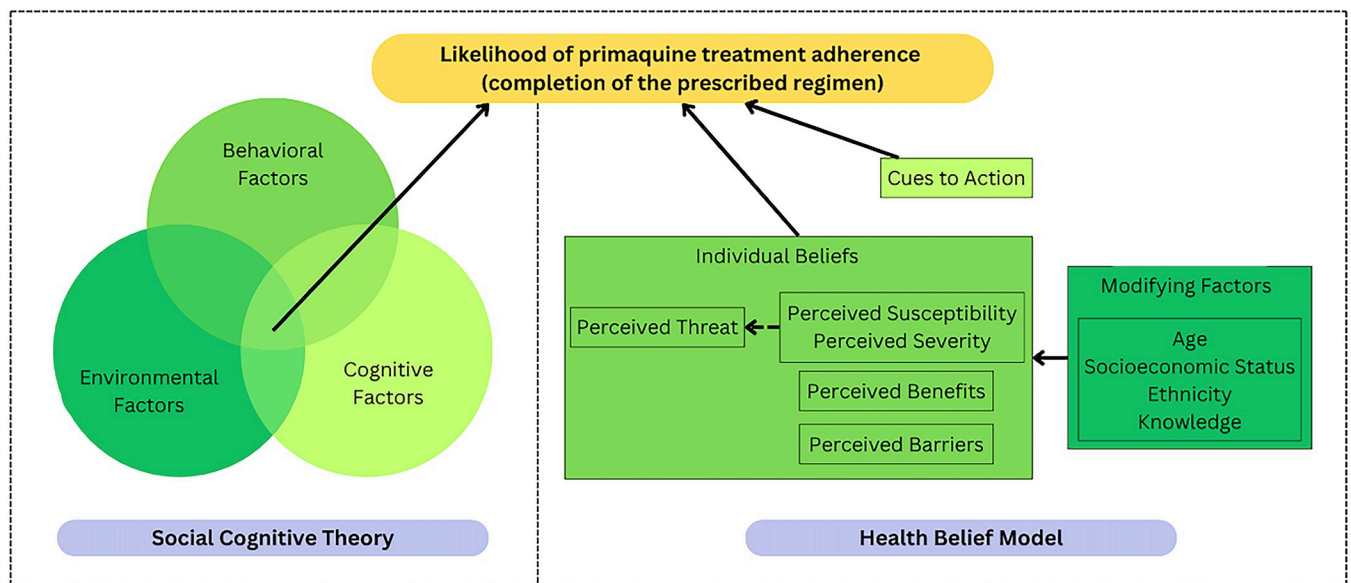 Likelihood of primaquine treatment adherence
(completion of the prescribed regimen)
Behavioral
Factors
Environmental
Factors
Cognitive
Factors
Social Cognitive Theory
Cues to Action
Individual Beliefs
Perceived Threat
Perceived Susceptibility
Perceived Severity
Perceived Benefits
Perceived Barriers
Modifying Factors
Age
Socioeconomic Status
Ethnicity
Knowledge
Health Belief Model